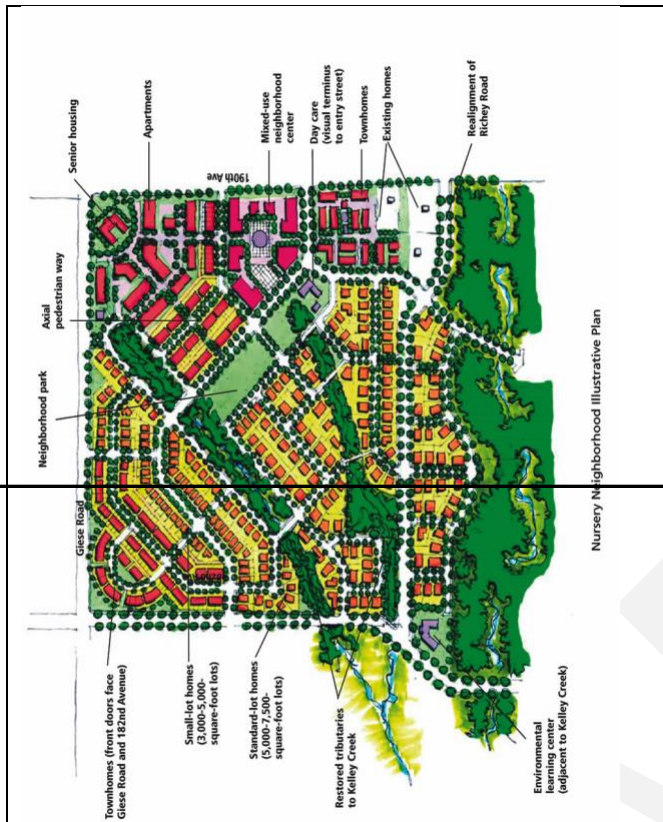 Townhomes (front doors face
Giese Road and 182nd Avenue)
Giese Road
Neighborhood park
Axial
pedestrian way
Senior housing
Small-lot homes
(3,000-5,000-
square-foot lots)
Standard-lot homes
(5,000-7,500-
square-foot lots)
Restored tributaries
to Kelley Creek
Environmental
learning center
(adjacent to Kelley Creek)
Apartments
190th Ave
Mixed-use
neighborhood
center
Day care
(visual terminus
to entry street)
Townhomes
Existing homes
Realignment of
Richey Road
Nursery Neighborhood Illustrative Plan